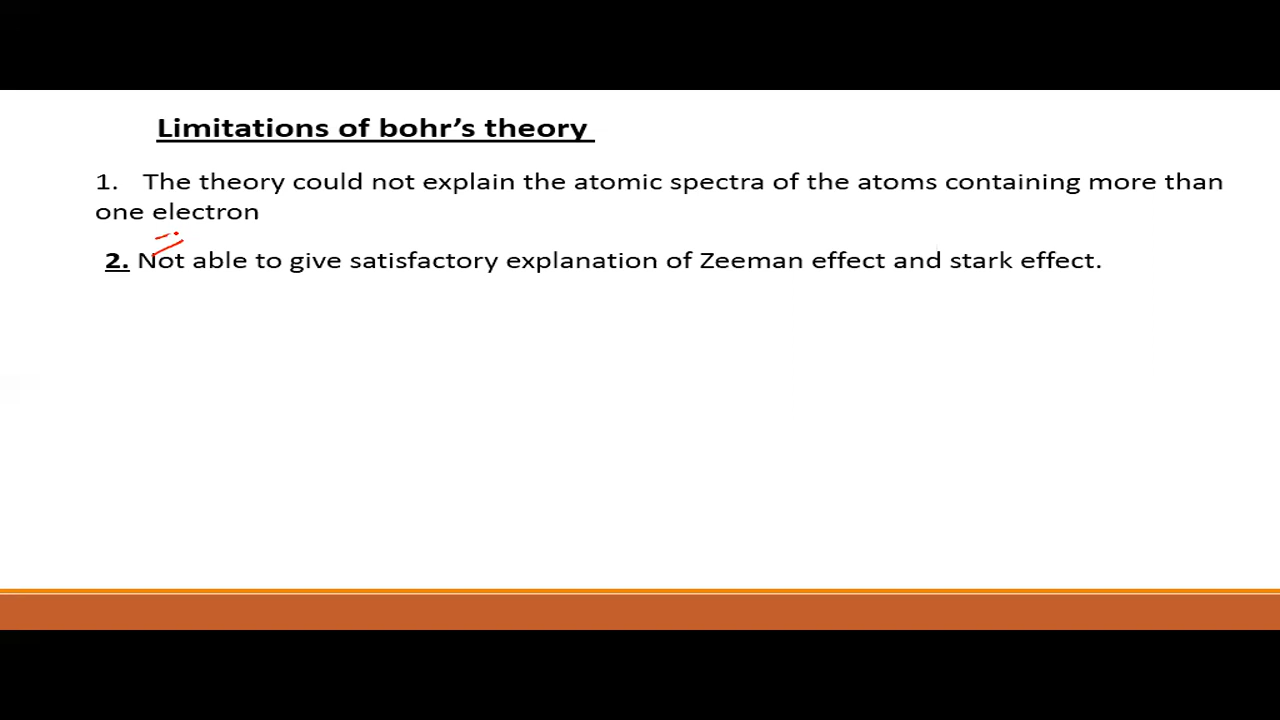 Limitations of bohr’s theory
1. The theory could not explain the atomic spectra of the atoms containing more than
one electron
2. Not able to give satisfactory explanation of Zeeman effect and stark effect.